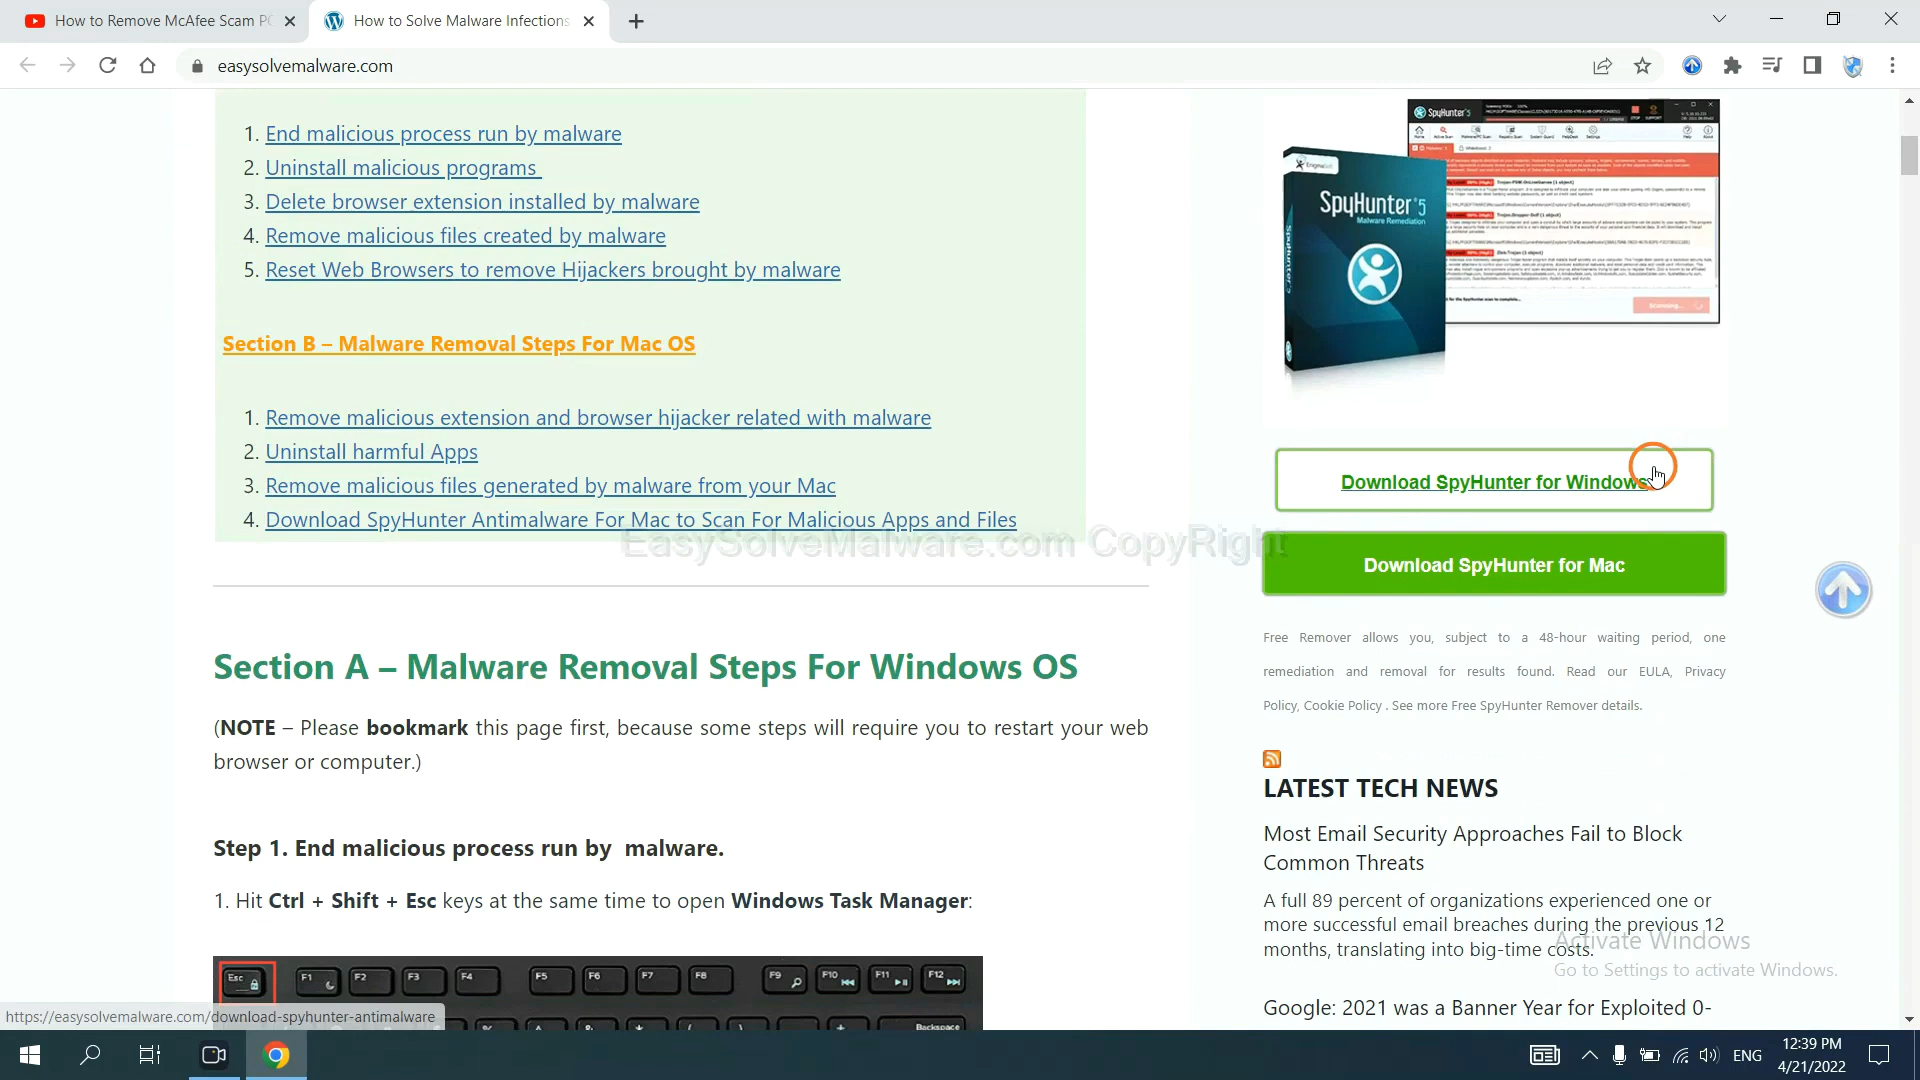 How to Remove McAfee Scam PC
How to Solve Malware Infections
easysolvemalware.com
1. End malicious process run by malware
2. Uninstall malicious programs
3. Delete browser extension installed by malware
4. Remove malicious files created by malware
5. Reset Web Browsers to remove Hijackers brought by malware
Section B – Malware Removal Steps For Mac OS
1. Remove malicious extension and browser hijacker related with malware
2. Uninstall harmful Apps
3. Remove malicious files generated by malware from your Mac
4. Download SpyHunter Antimalware For Mac to Scan For Malicious Apps and Files
EasySolveMalware.com CopyRight
Section A – Malware Removal Steps For Windows OS
(NOTE – Please bookmark this page first, because some steps will require you to restart your web
browser or computer.)
Step 1. End malicious process run by malware.
1. Hit Ctrl + Shift + Esc keys at the same time to open Windows Task Manager:
Esc F1 F2 F3 F4 F5 F6 F7 F8 F9 F10 F11 F12
Backspace
https://easysolvemalware.com/download-spyhunter-antimalware
SpyHunter 5
EnigmaSoft
SpyHunter 5
Malware Remediation
SpyHunter 5
Scanning...
Download SpyHunter for Windows
Download SpyHunter for Mac
Free Remover allows you, subject to a 48-hour waiting period, one
remediation and removal for results found. Read our EULA, Privacy
Policy, Cookie Policy . See more Free SpyHunter Remover details.
LATEST TECH NEWS
Most Email Security Approaches Fail to Block
Common Threats
A full 89 percent of organizations experienced one or
more successful email breaches during the previous 12
months, translating into big-time costs.
Google: 2021 was a Banner Year for Exploited 0-
Activate Windows
Go to Settings to activate Windows.
ENG
12:39 PM
4/21/2022